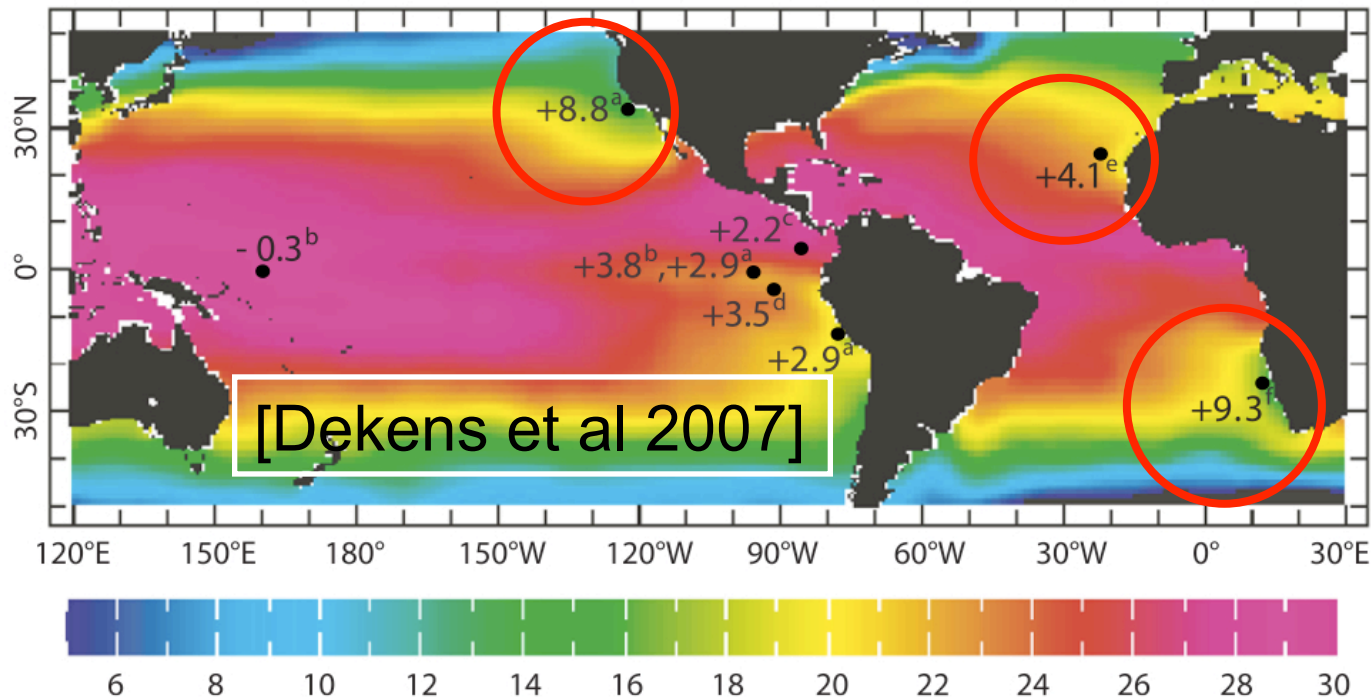 +8.8ᵃ
+4.1ᵉ
- 0.3ᵇ
+2.2ᶜ
+3.8ᵇ,+2.9ᵃ
+3.5ᵈ
+2.9ᵃ
+9.3ᶠ
[Dekens et al 2007]
30°N
0°
30°S
120°E 150°E 180° 150°W 120°W 90°W 60°W 30°W 0° 30°E
6 8 10 12 14 16 18 20 22 24 26 28 30